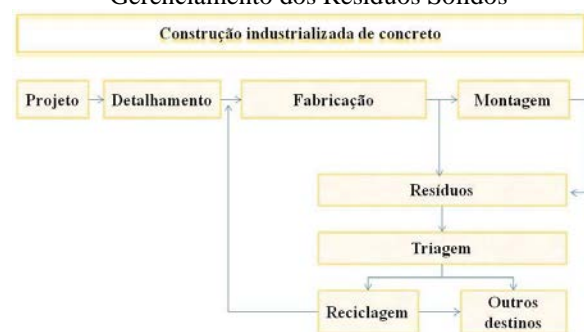 Gerenciamento dos Resíduos Sólidos
Construção industrializada de concreto
Projeto
Detalhamento
Fabricação
Montagem
Resíduos
Triagem
Reciclagem
Outros
destinos